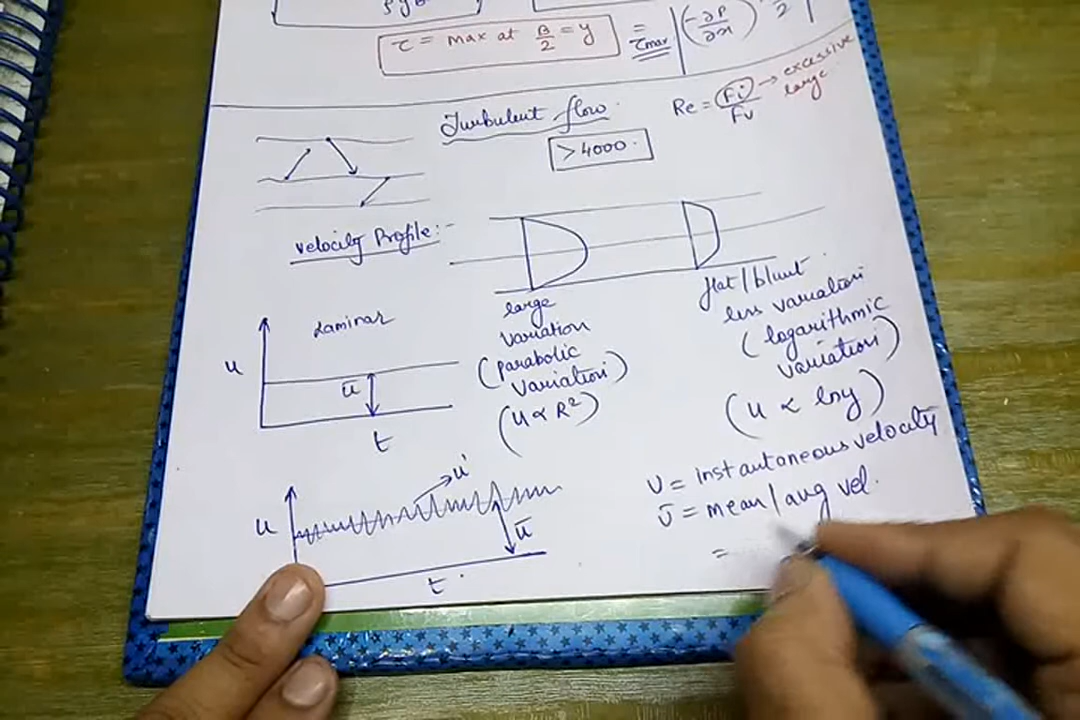 τ = max at B/2 = y
= τmax (-∂P/∂x) /2
Turbulent flow
Re = Fi/Fv → excessive large
>4000.
Velocity Profile:-
large variation
(parabolic variation)
(u ∝ R²)
flat/blunt
less variation
(logarithmic variation)
(u ∝ lny)
Laminar
u
ū
t
u
u'
ū
t
U = instantaneous velocity
Ū = mean/avg vel.
=